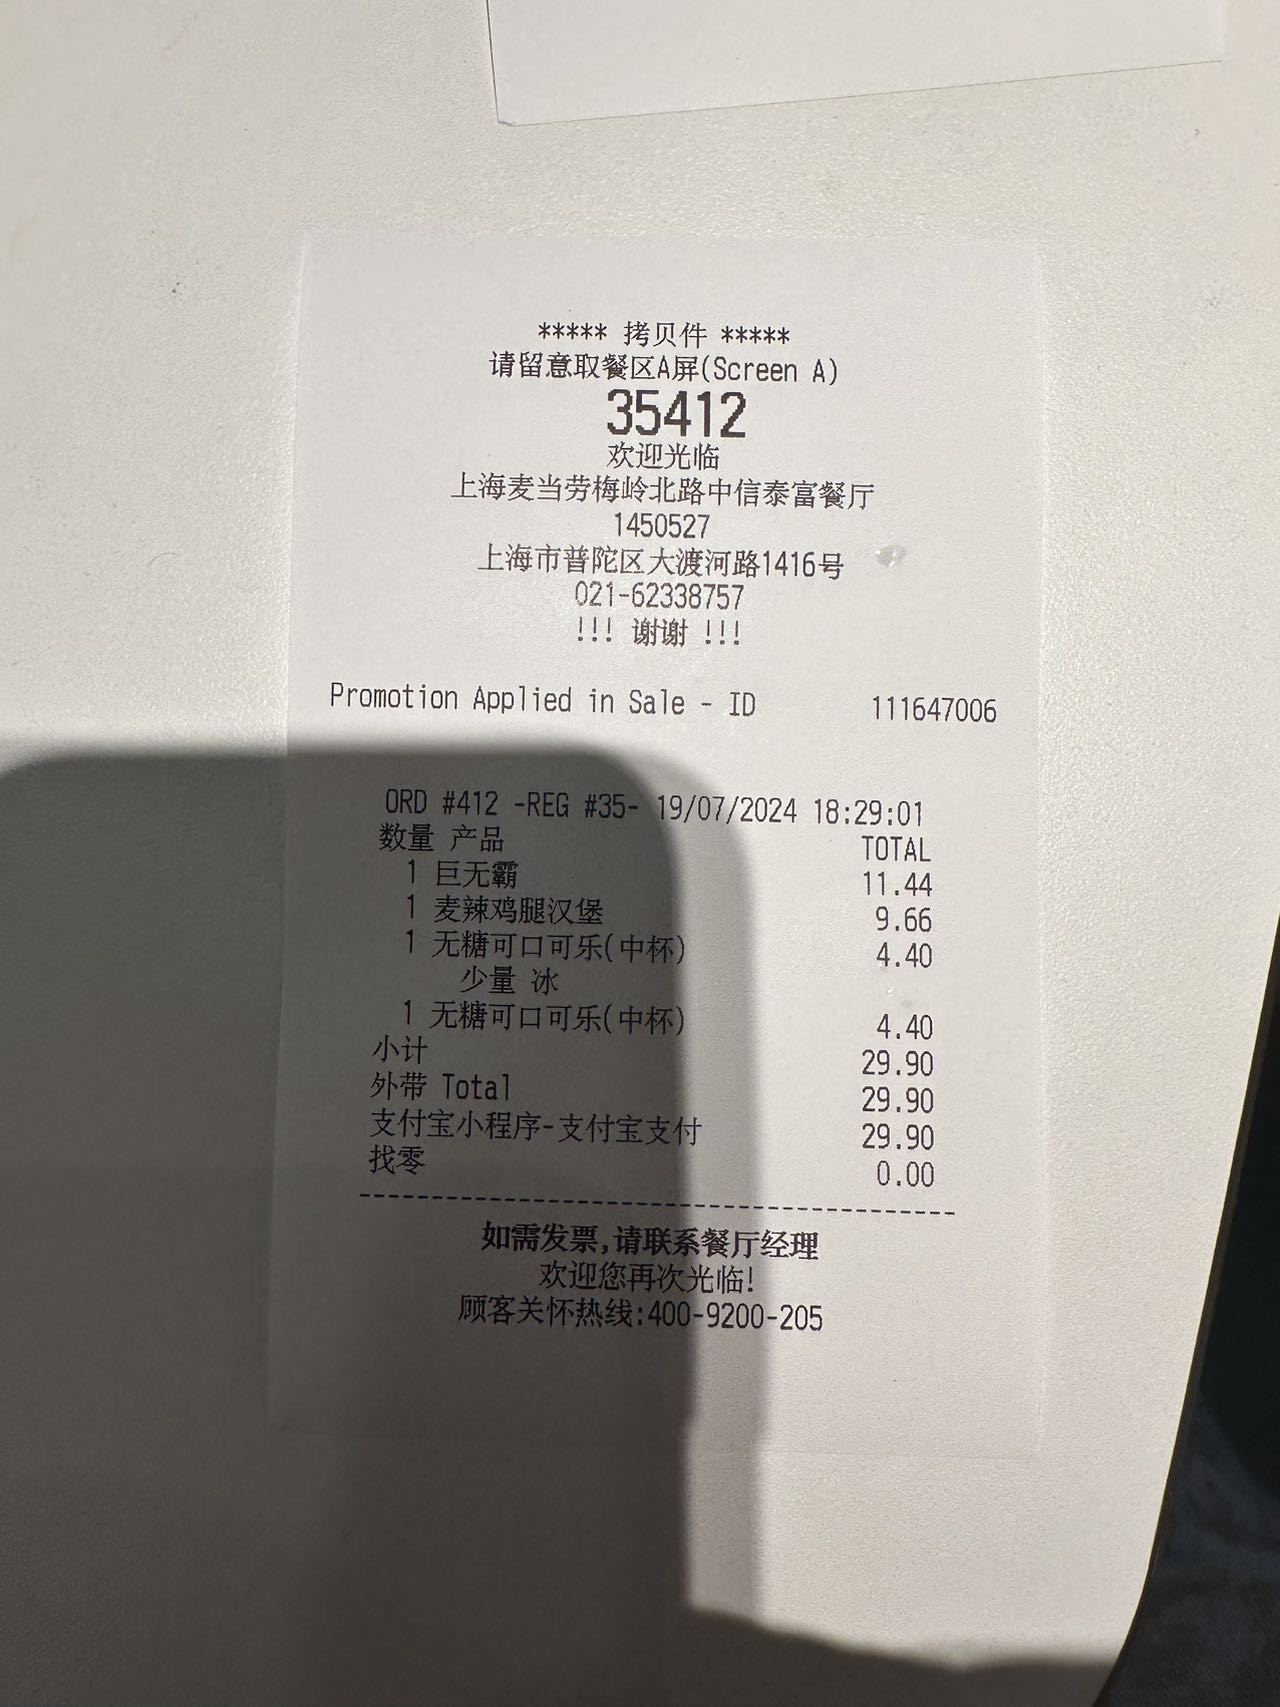 ***** 拷贝件 *****
请留意取餐区A屏(Screen A)
35412
欢迎光临
上海麦当劳梅岭北路中信泰富餐厅
1450527
上海市普陀区大渡河路1416号
021-62338757
!!! 谢谢 !!!
Promotion Applied in Sale - ID 111647006
ORD #412 -REG #35- 19/07/2024 18:29:01
数量 产品 TOTAL
1 巨无霸 11.44
1 麦辣鸡腿汉堡 9.66
1 无糖可口可乐(中杯) 4.40
少量 冰
1 无糖可口可乐(中杯) 4.40
小计 29.90
外带 Total 29.90
支付宝小程序-支付宝支付 29.90
找零 0.00
如需发票,请联系餐厅经理
欢迎您再次光临!
顾客关怀热线:400-9200-205